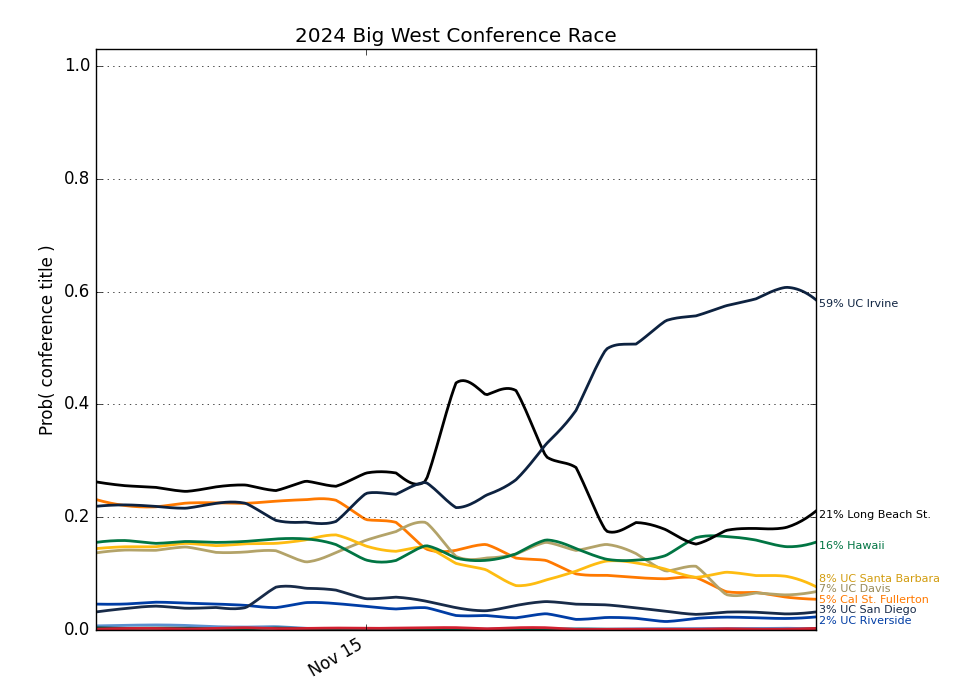 2024 Big West Conference Race
Prob( conference title )
1.0
0.8
0.6
0.4
0.2
0.0
Nov 15
59% UC Irvine
21% Long Beach St.
16% Hawaii
8% UC Santa Barbara
7% UC Davis
5% Cal St. Fullerton
3% UC San Diego
2% UC Riverside